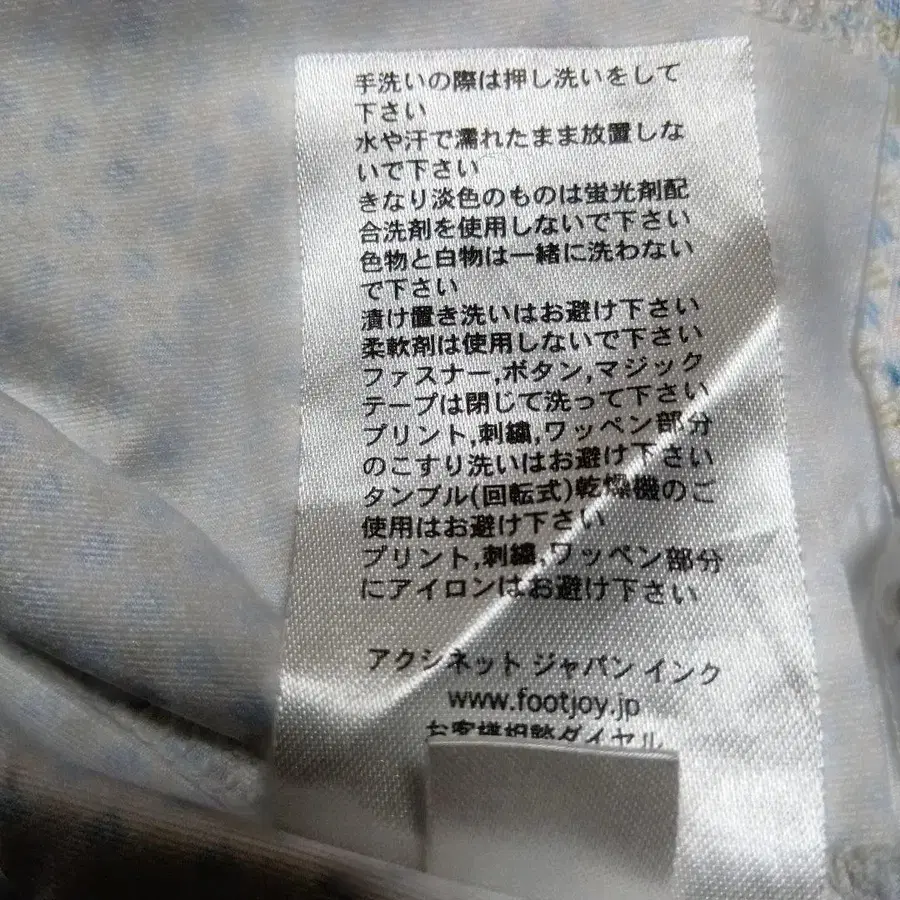 手洗いの際は押し洗いをして
下さい
水や汗で濡れたまま放置しな
いで下さい
きなり淡色のものは蛍光剤配
合洗剤を使用しないで下さい
色物と白物は一緒に洗わない
で下さい
漬け置き洗いはお避け下さい
柔軟剤は使用しないで下さい
ファスナー,ボタン,マジック
テープは閉じて洗って下さい
プリント,刺繍,ワッペン部分
のこすり洗いはお避け下さい
タンブル(回転式)乾燥機のご
使用はお避け下さい
プリント,刺繍,ワッペン部分
にアイロンはお避け下さい
アクシネット ジャパン インク
www.footjoy.jp
お客様相談ダイヤル